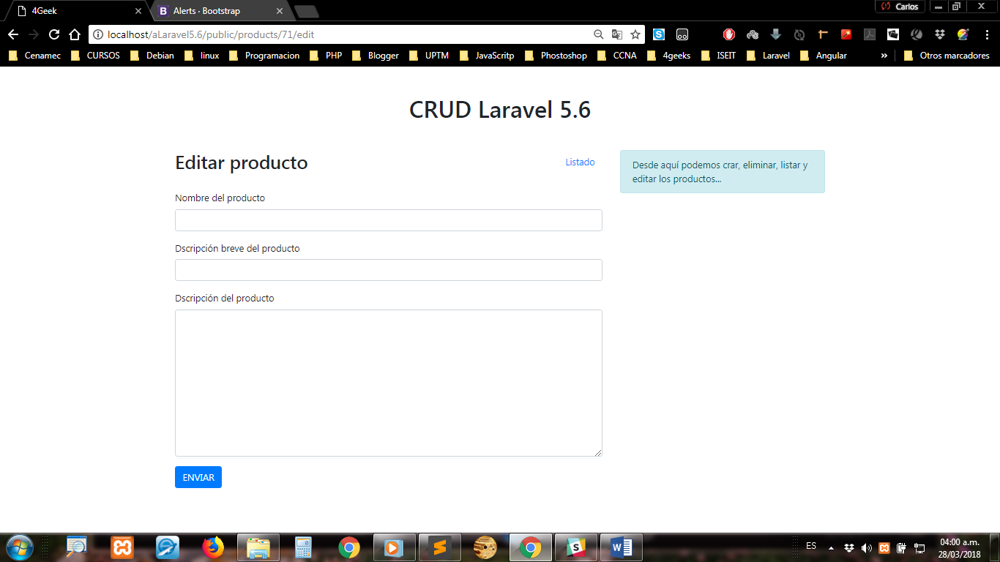 4Geek
Alerts · Bootstrap
Carlos
localhost/aLaravel5.6/public/products/71/edit
Cenamec CURSOS Debian linux Programacion PHP Blogger UPTM JavaScritp Phostoshop CCNA 4geeks ISEIT Laravel Angular » Otros marcadores
CRUD Laravel 5.6
Editar producto
Listado
Desde aquí podemos crar, eliminar, listar y
editar los productos...
Nombre del producto
Dscripción breve del producto
Dscripción del producto
ENVIAR
ES
04:00 a.m.
28/03/2018